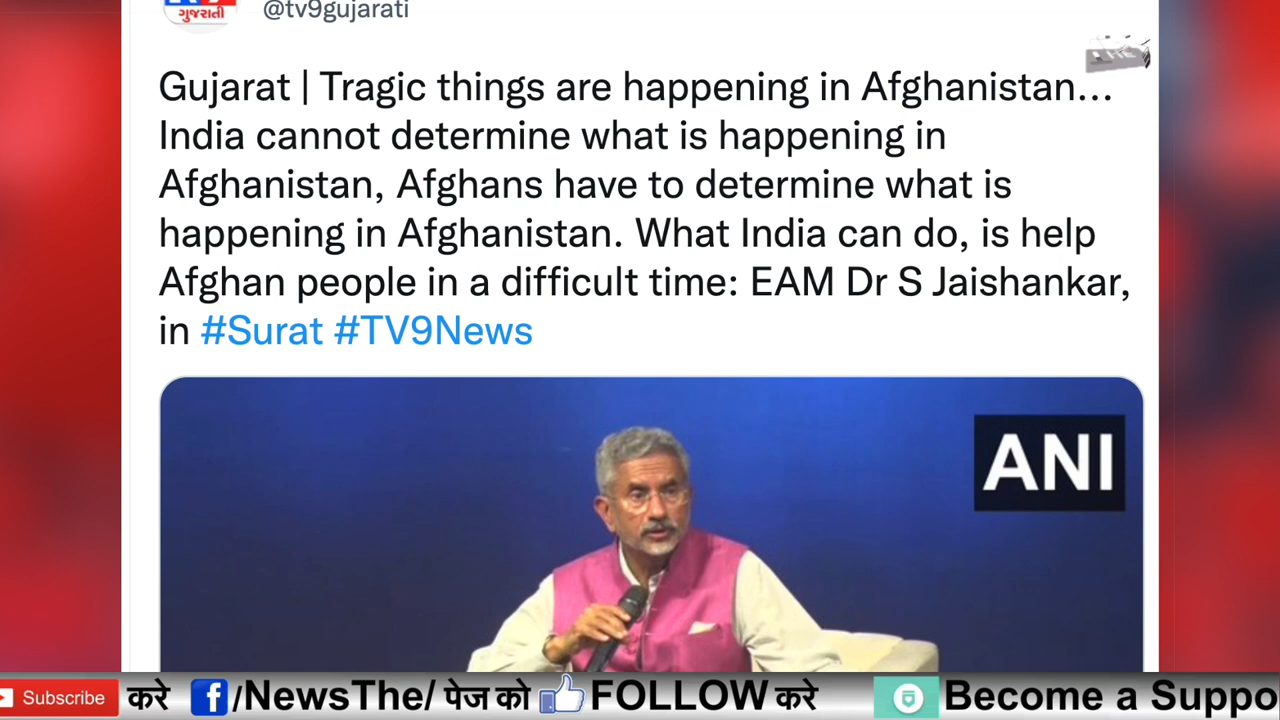 ગુજરાતી
@tv9gujarati
Gujarat | Tragic things are happening in Afghanistan...
India cannot determine what is happening in
Afghanistan, Afghans have to determine what is
happening in Afghanistan. What India can do, is help
Afghan people in a difficult time: EAM Dr S Jaishankar,
in #Surat #TV9News
ANI
Subscribe करे f/NewsThe/ पेज को FOLLOW करे Become a Suppo